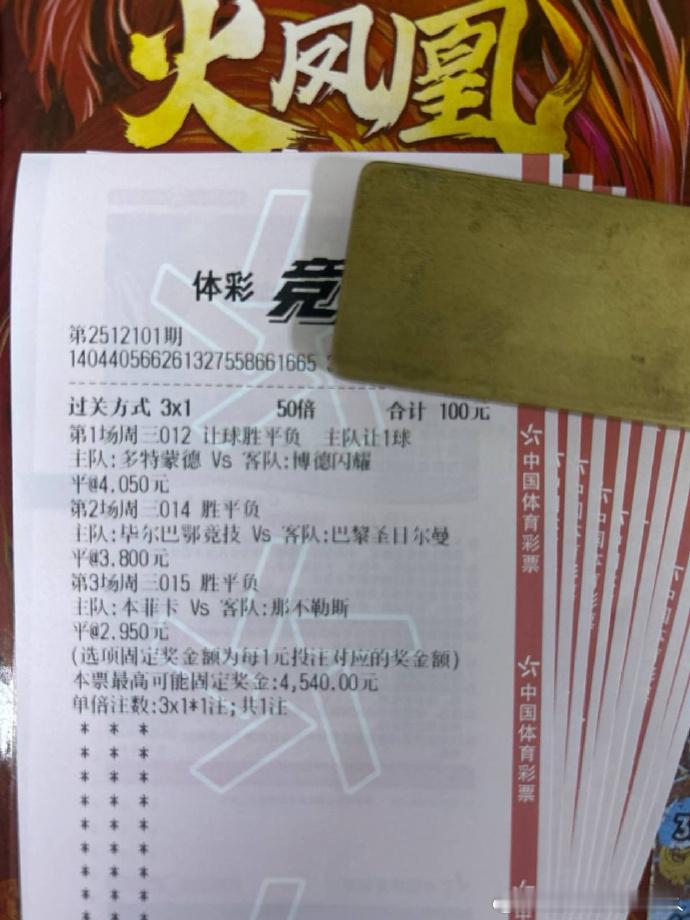 火凤凰
体彩 竞
第2512101期
140440566261327558661665
过关方式 3x1 50倍 合计 100元
第1场周三012 让球胜平负 主队让1球
主队:多特蒙德 Vs 客队:博德闪耀
平@4.050元
第2场周三014 胜平负
主队:毕尔巴鄂竞技 Vs 客队:巴黎圣日尔曼
平@3.800元
第3场周三015 胜平负
主队:本菲卡 Vs 客队:那不勒斯
平@2.950元
(选项固定奖金额为每1元投注对应的奖金额)
本票最高可能固定奖金:4,540.00元
单倍注数:3x1*1注;共1注
* * *
* * *
* * *
* * *
* * *
* * *
* * *
* * *
* * *
中国体育彩票
中国体育彩票